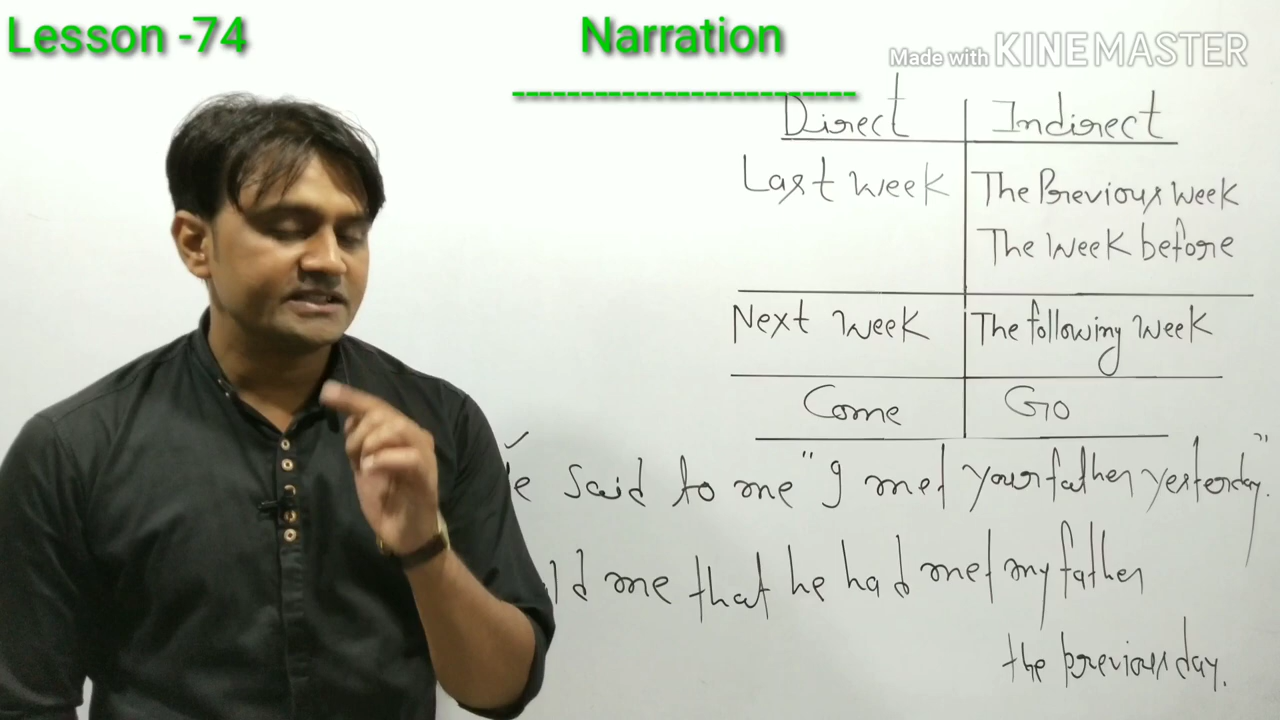 Lesson -74
Narration
Made with KINEMASTER
-------------------------
Direct Indirect
Last week The Previous week
The week before
Next week The following week
Come Go
e said to me "I met your father yesterday."
ld me that he had met my father
the previous day.